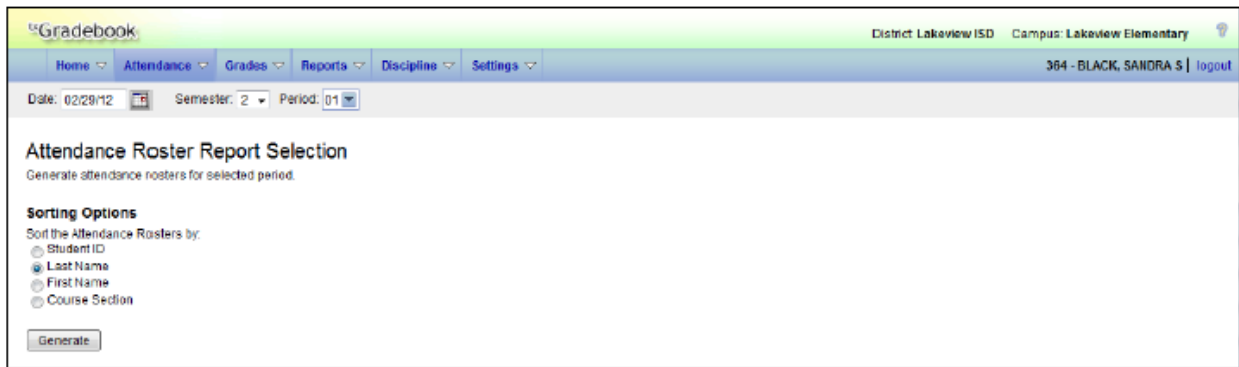 txGradebook
District: Lakeview ISD Campus: Lakeview Elementary
Home Attendance Grades Reports Discipline Settings 364 - BLACK, SANDRA S | logout
Date: 02/29/12 Semester: 2 Period: 01
Attendance Roster Report Selection
Generate attendance rosters for selected period.
Sorting Options
Sort the Attendance Rosters by:
Student ID
Last Name
First Name
Course Section
Generate